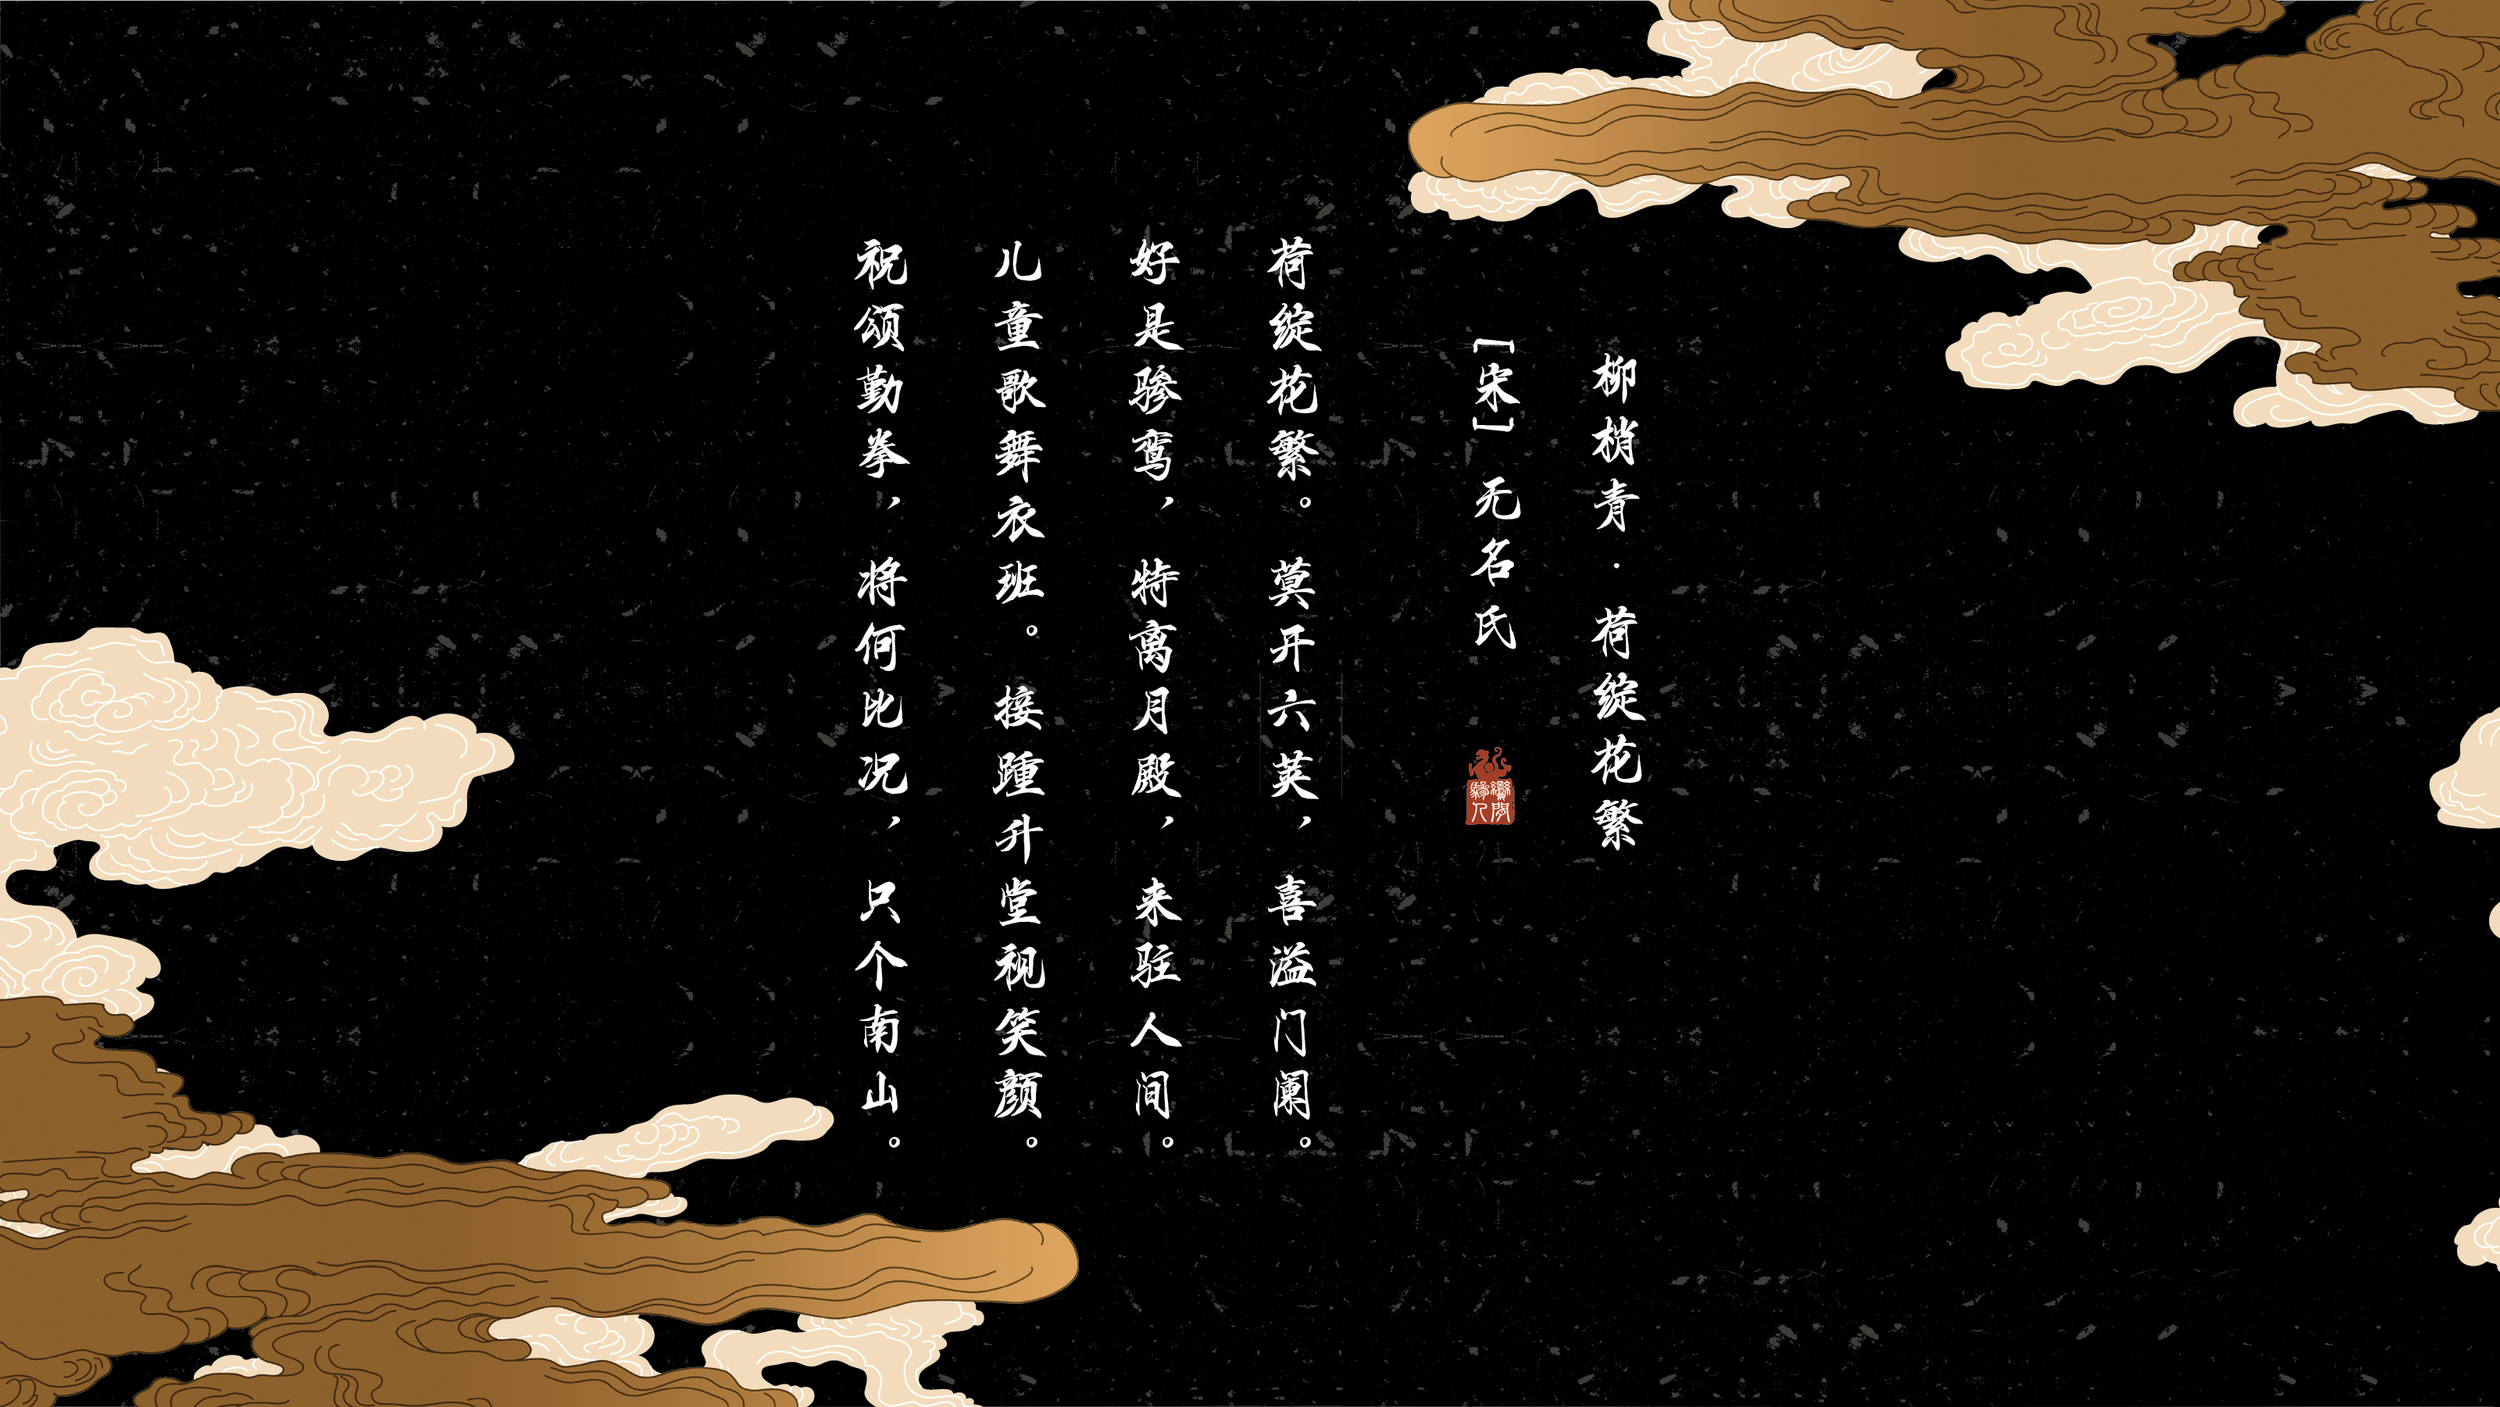 柳梢青·荷绽花繁
[宋]无名氏
荷绽花繁。蓂开六荚，喜溢门阑。
好是骖鸾，特离月殿，来驻人间。
儿童歌舞衣班。接踵升堂视笑颜。
祝颂勤拳，将何比况，只个南山。